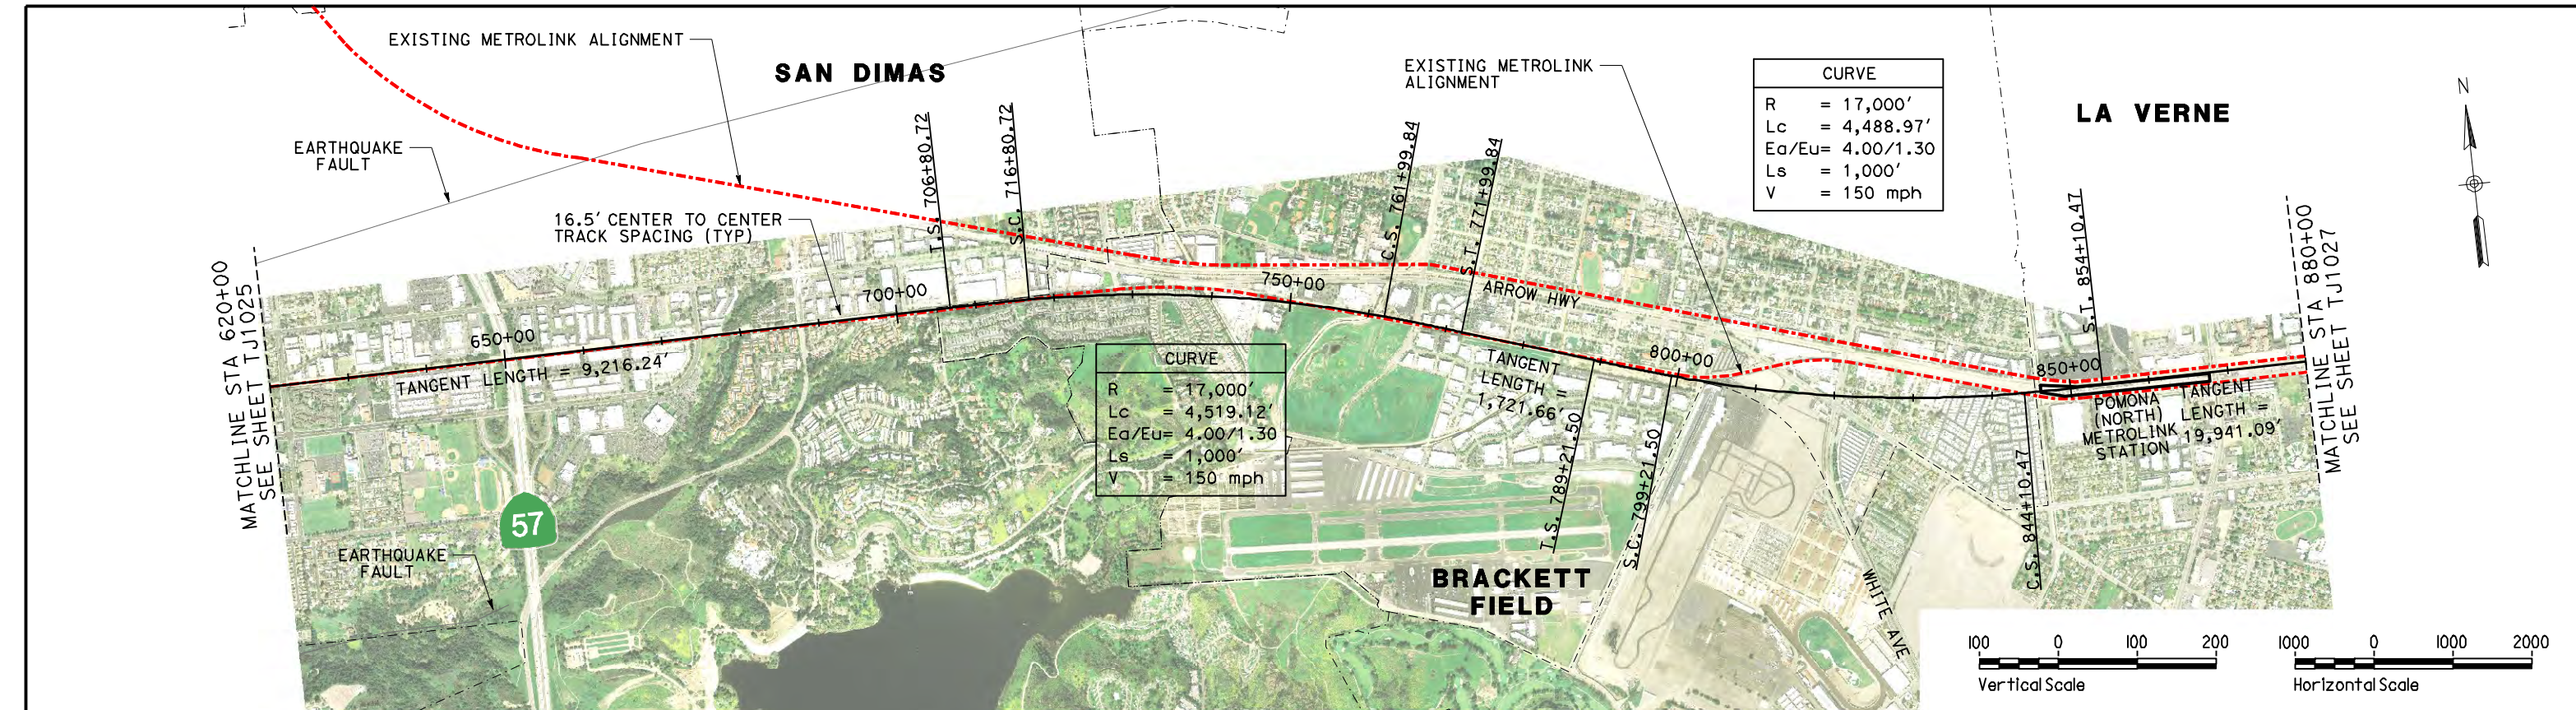 EXISTING METROLINK ALIGNMENT
SAN DIMAS
EXISTING METROLINK
ALIGNMENT
CURVE
R = 17,000'
Lc = 4,488.97'
Ea/Eu= 4.00/1.30
Ls = 1,000'
V = 150 mph
LA VERNE
N
EARTHQUAKE
FAULT
T.S. 706+80.72
S.C. 716+80.72
C.S. 761+99.84
S.T. 771+99.84
S.T. 854+10.47
16.5' CENTER TO CENTER
TRACK SPACING (TYP)
MATCHLINE STA 620+00
SEE SHEET TJ1025
650+00
700+00
750+00
ARROW HWY
800+00
850+00
MATCHLINE STA 880+00
SEE SHEET TJ1027
TANGENT LENGTH = 9,216.24'
CURVE
R = 17,000'
Lc = 4,519.12'
Ea/Eu= 4.00/1.30
Ls = 1,000'
V = 150 mph
TANGENT
LENGTH =
1,721.66'
POMONA
(NORTH)
METROLINK
STATION
TANGENT
LENGTH =
19,941.09'
T.S. 789+21.50
S.C. 799+21.50
C.S. 844+10.47
57
EARTHQUAKE
FAULT
BRACKETT
FIELD
WHITE AVE
100 0 100 200
Vertical Scale
1000 0 1000 2000
Horizontal Scale